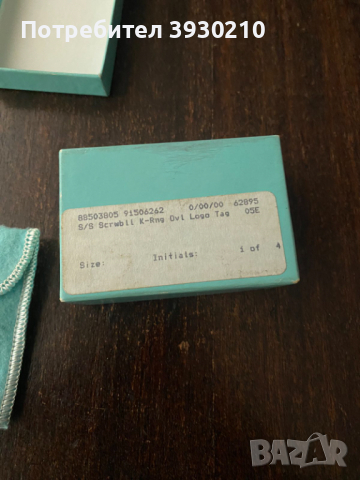 Потребител 3930210
88503805 91506262 0/00/00 62895
S/S Scrwbll K-Rng Ovl Logo Tag 05E
Size: Initials: 1 of 4
BAZAR